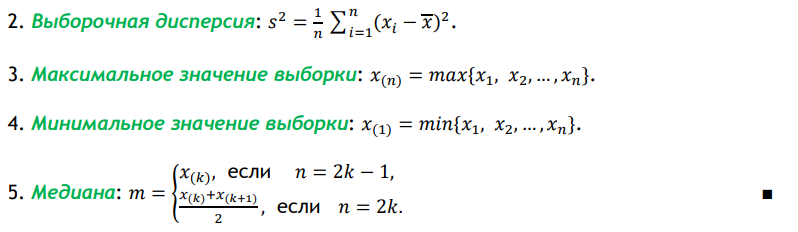 2. Выборочная дисперсия: s² = 1/n ∑ⁿᵢ₌₁(xᵢ − x̅)².
3. Максимальное значение выборки: x₍ₙ₎ = max{x₁, x₂, … , xₙ}.
4. Минимальное значение выборки: x₍₁₎ = min{x₁, x₂, … , xₙ}.
5. Медиана: m = { x₍ₖ₎, если n = 2k − 1,
(x₍ₖ₎+x₍ₖ₊₁₎)/2, если n = 2k. ■